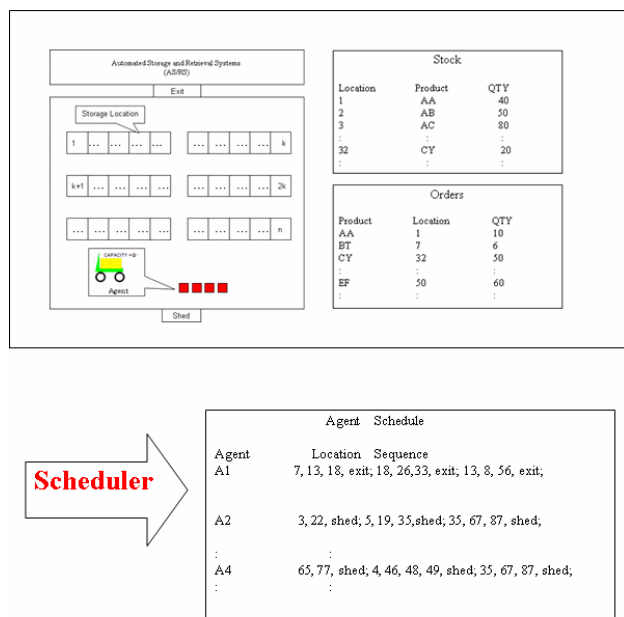 Automated Storage and Retrieval Systems
(AS/RS)
Exit
Storage Location
1 ... ... ... ...
... ... ... ... k
k+1 ... ... ... ...
... ... ... ... 2k
... ... ... ... ...
... ... ... ... n
CAPACITY =Q
Agent
Shed
Stock
Location Product QTY
1 AA 40
2 AB 50
3 AC 80
: : :
32 CY 20
: : :
Orders
Product Location QTY
AA 1 10
BT 7 6
CY 32 50
: : :
EF 50 60
: : :
Scheduler
Agent Schedule
Agent Location Sequence
A1 7, 13, 18, exit; 18, 26,33, exit; 13, 8, 56, exit;
A2 3, 22, shed; 5, 19, 35,shed; 35, 67, 87, shed;
: :
A4 65, 77, shed; 4, 46, 48, 49, shed; 35, 67, 87, shed;
: :